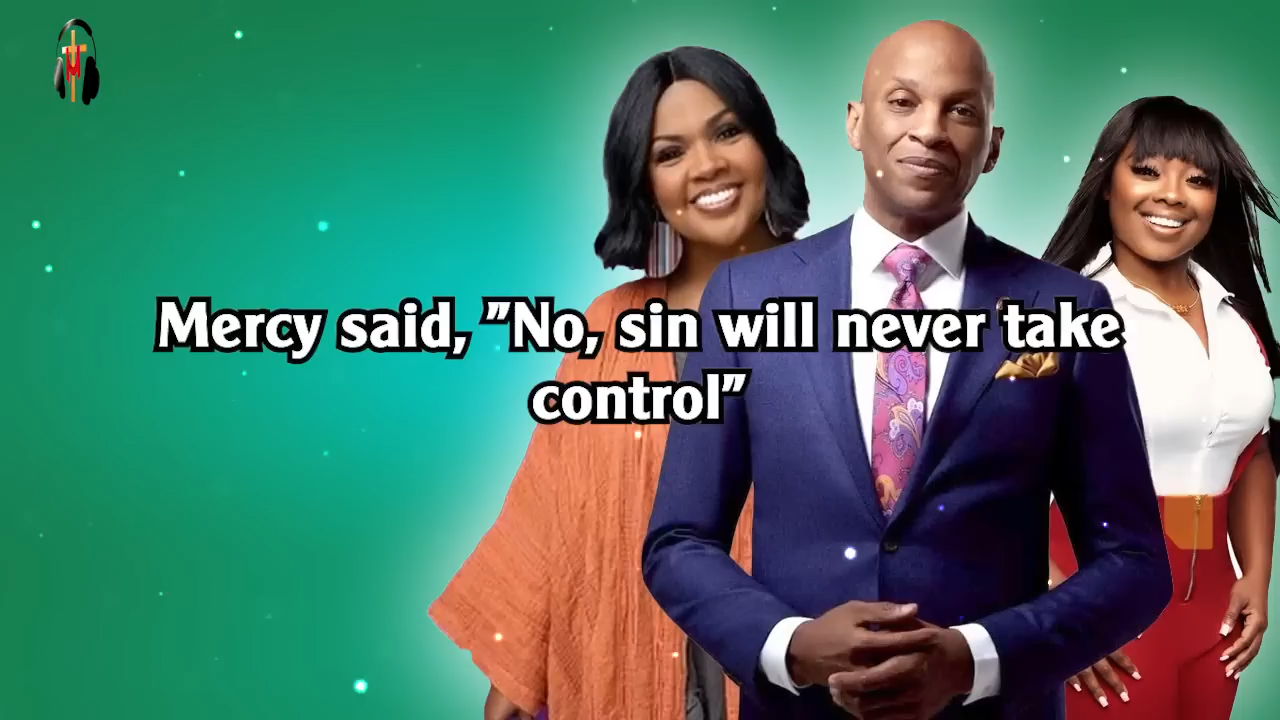 Mercy said, "No, sin will never take
control"